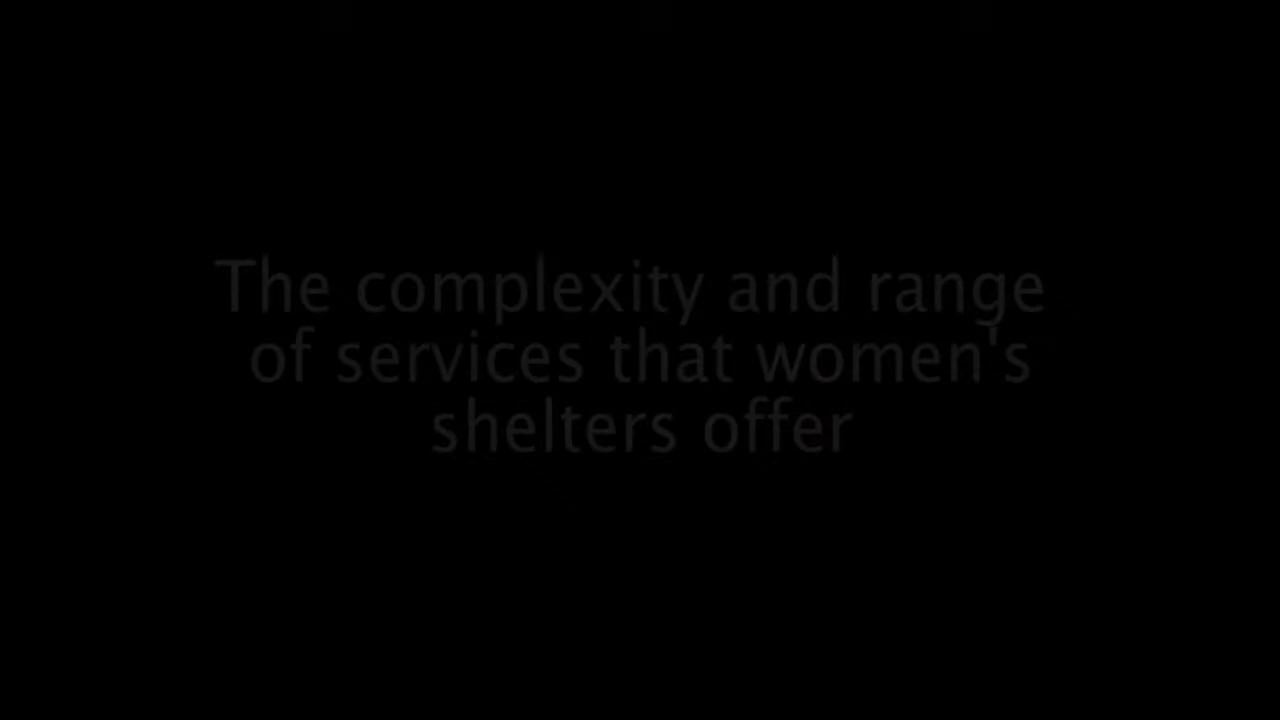 The complexity and range
of services that women's
shelters offer